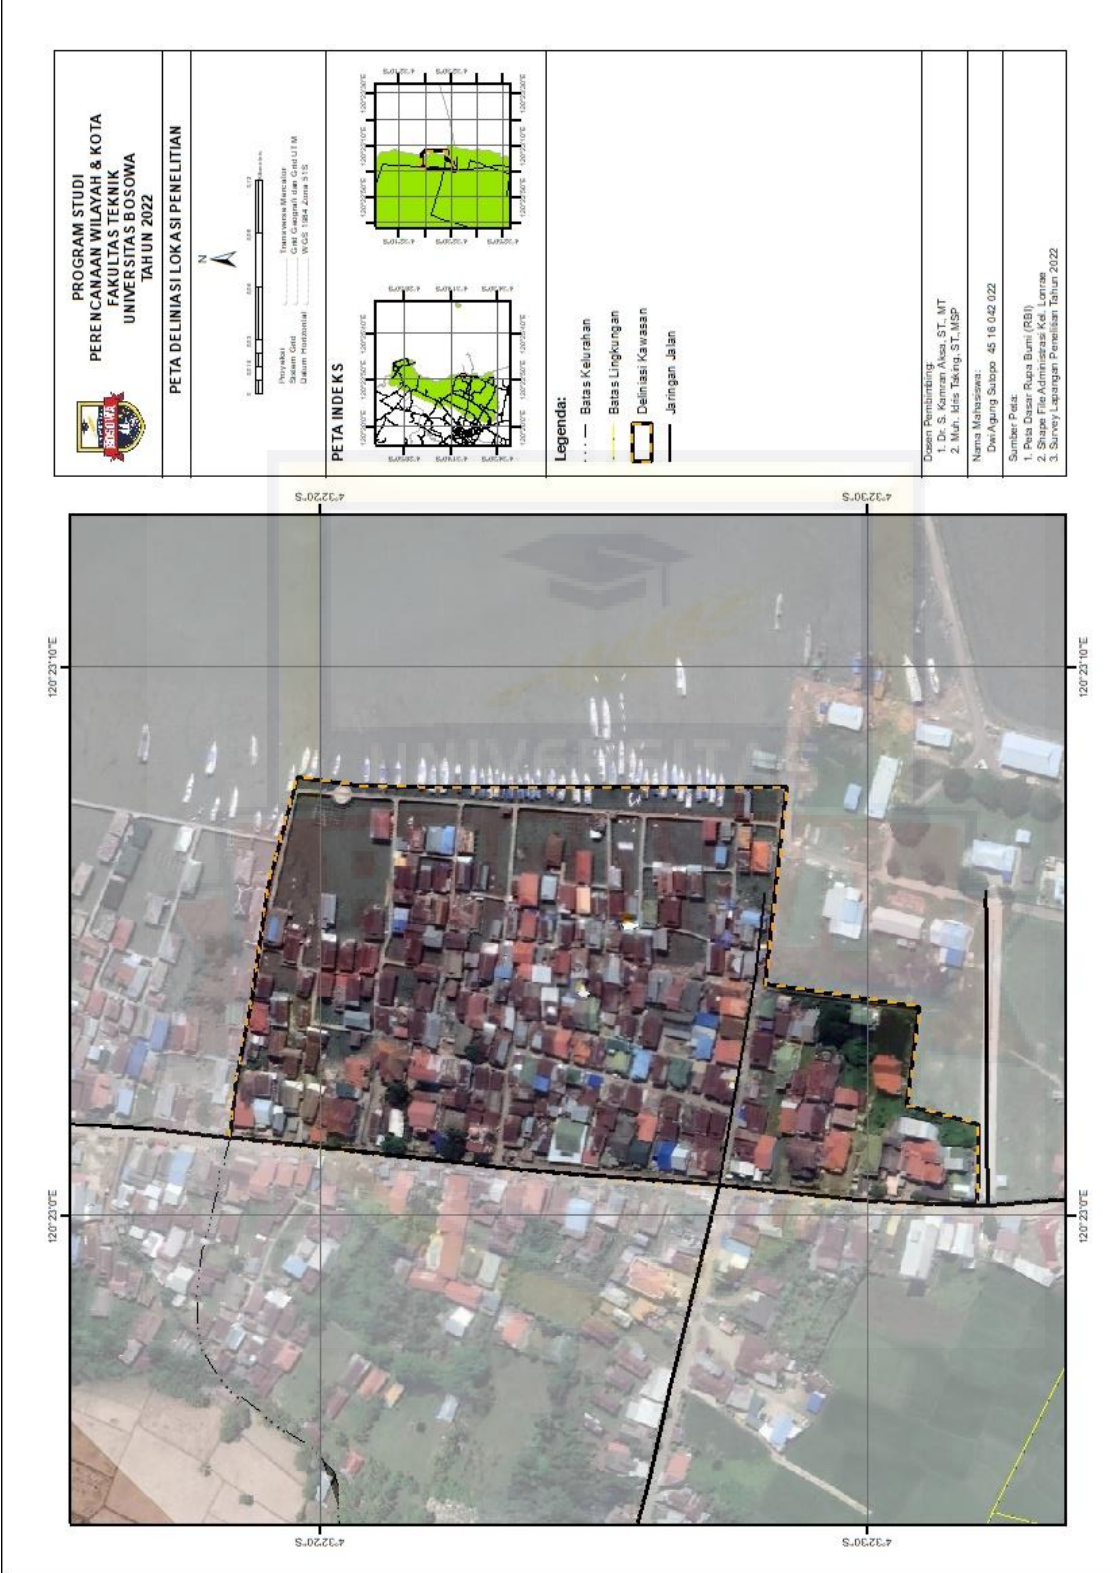 PROGRAM STUDI
PERENCANAAN WILAYAH & KOTA
FAKULTAS TEKNIK
UNIVERSITAS BOSOWA
TAHUN 2022
PETA DELINIASI LOKASI PENELITIAN
N
Proyeksi Transverse Mercator
Sistem Grid Grid Geografi dan Grid UTM
Datum Horizontal WGS 1984 Zona 51S
PETA INDEKS
Legenda:
Batas Kelurahan
Batas Lingkungan
Deliniasi Kawasan
Jaringan Jalan
Dosen Pembimbing:
1. Dr. S. Kamran Aksa, ST., MT
2. Muh. Idris Taking, ST., MSP
Nama Mahasiswa:
Dwi Agung Sutopo 45 16 042 022
Sumber Peta:
1. Peta Dasar Rupa Bumi (RBI)
2. Shape File Administrasi Kel. Lonrae
3. Survey Lapangan Penelitian Tahun 2022
4°32'20"S
4°32'30"S
120°23'10"E
120°23'10"E
120°23'0"E
120°23'0"E
4°32'20"S
4°32'30"S
UNIVERSITAS